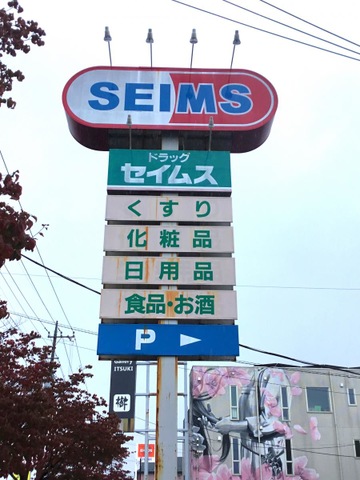 SEIMS
ドラッグ
セイムス
くすり
化粧品
日用品
食品・お酒
P
Gallery
ITSUKI